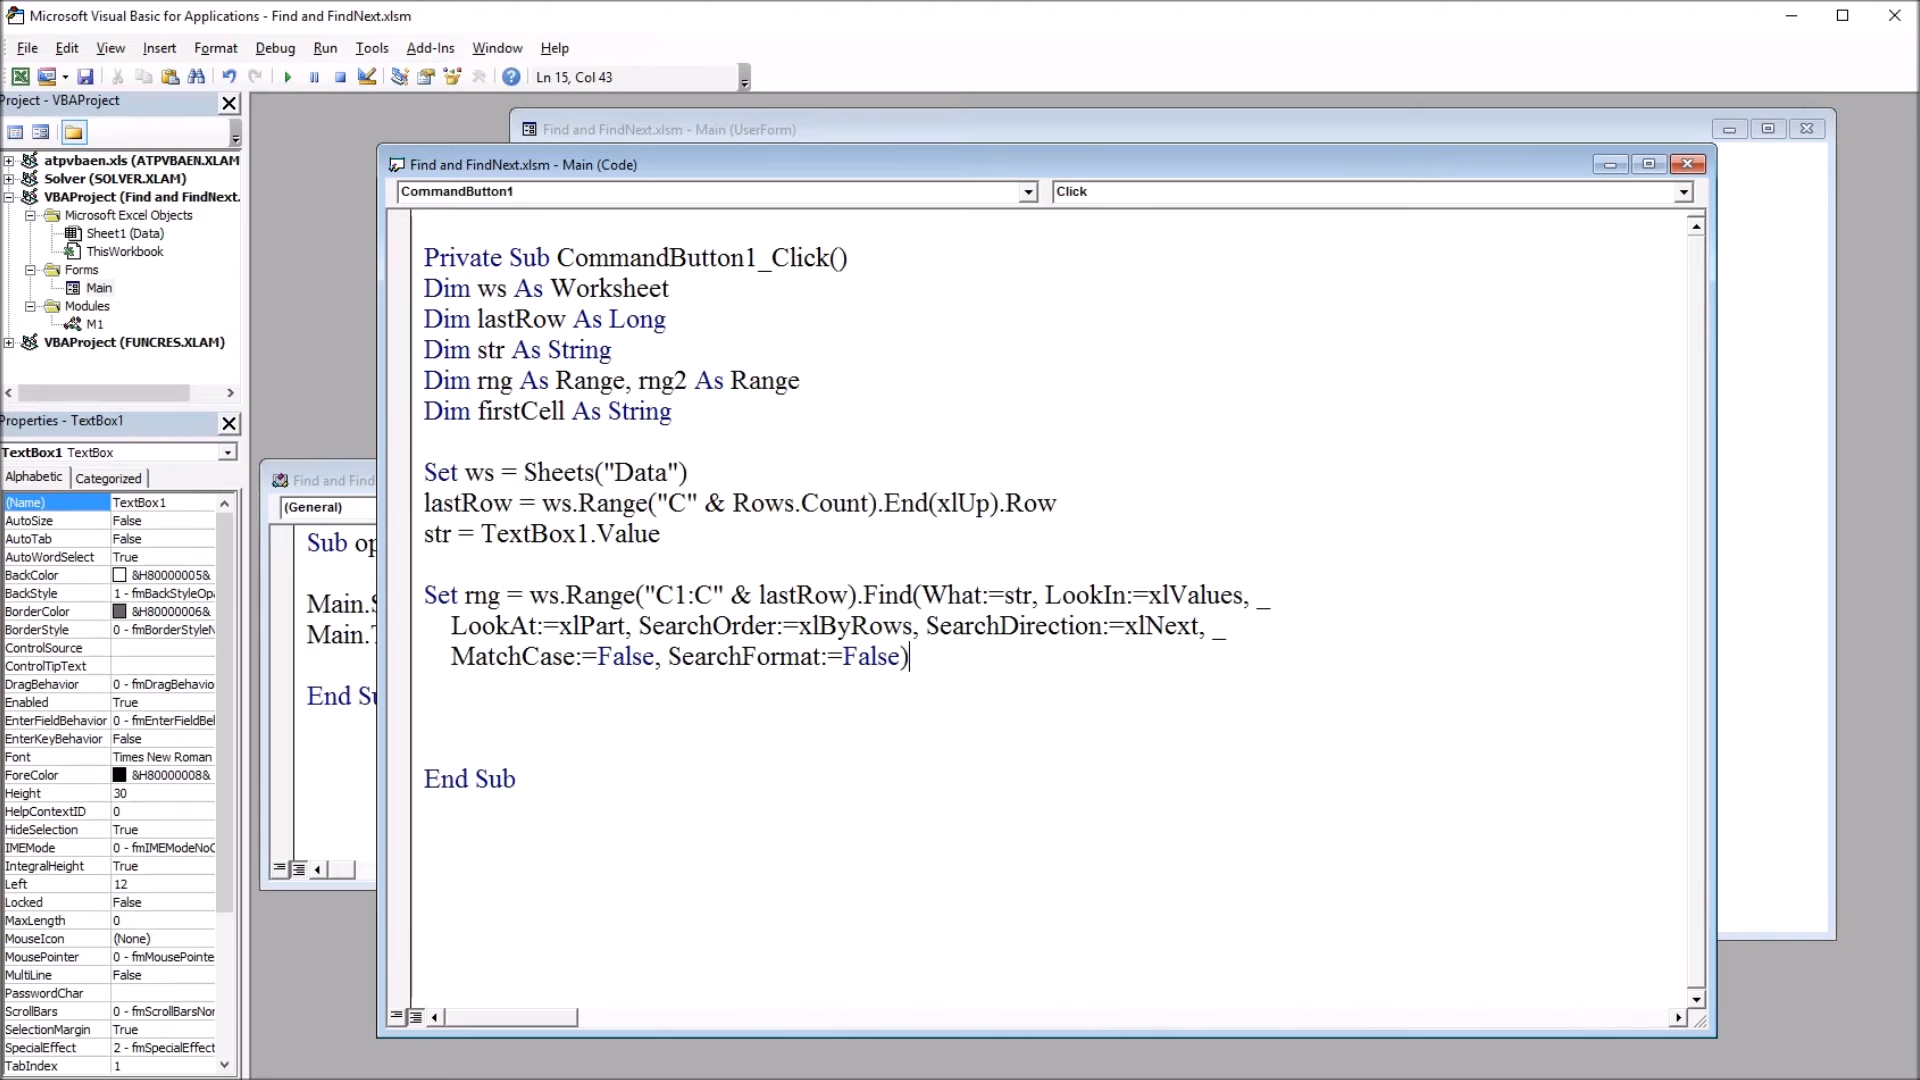 Microsoft Visual Basic for Applications - Find and FindNext.xlsm
File Edit View Insert Format Debug Run Tools Add-Ins Window Help
Ln 15, Col 43
Project - VBAProject
atpvbaen.xls (ATPVBAEN.XLAM
Solver (SOLVER.XLAM)
VBAProject (Find and FindNext.
Microsoft Excel Objects
Sheet1 (Data)
ThisWorkbook
Forms
Main
Modules
M1
VBAProject (FUNCRES.XLAM)
Properties - TextBox1
TextBox1 TextBox
Alphabetic Categorized
(Name) TextBox1
AutoSize False
AutoTab False
AutoWordSelect True
BackColor &H80000005&
BackStyle 1 - fmBackStyleOp
BorderColor &H80000006&
BorderStyle 0 - fmBorderStyleN
ControlSource
ControlTipText
DragBehavior 0 - fmDragBehavio
Enabled True
EnterFieldBehavior 0 - fmEnterFieldBel
EnterKeyBehavior False
Font Times New Roman
ForeColor &H80000008&
Height 30
HelpContextID 0
HideSelection True
IMEMode 0 - fmIMEModeNoC
IntegralHeight True
Left 12
Locked False
MaxLength 0
MouseIcon (None)
MousePointer 0 - fmMousePointe
MultiLine False
PasswordChar
ScrollBars 0 - fmScrollBarsNor
SelectionMargin True
SpecialEffect 2 - fmSpecialEffect
TabIndex 1
Find and FindNext.xlsm - Main (UserForm)
Find and Find
(General)
Sub op
Main.S
Main.T
End Su
Find and FindNext.xlsm - Main (Code)
CommandButton1 Click
Private Sub CommandButton1_Click()
Dim ws As Worksheet
Dim lastRow As Long
Dim str As String
Dim rng As Range, rng2 As Range
Dim firstCell As String
Set ws = Sheets("Data")
lastRow = ws.Range("C" & Rows.Count).End(xlUp).Row
str = TextBox1.Value
Set rng = ws.Range("C1:C" & lastRow).Find(What:=str, LookIn:=xlValues, _
LookAt:=xlPart, SearchOrder:=xlByRows, SearchDirection:=xlNext, _
MatchCase:=False, SearchFormat:=False)
End Sub